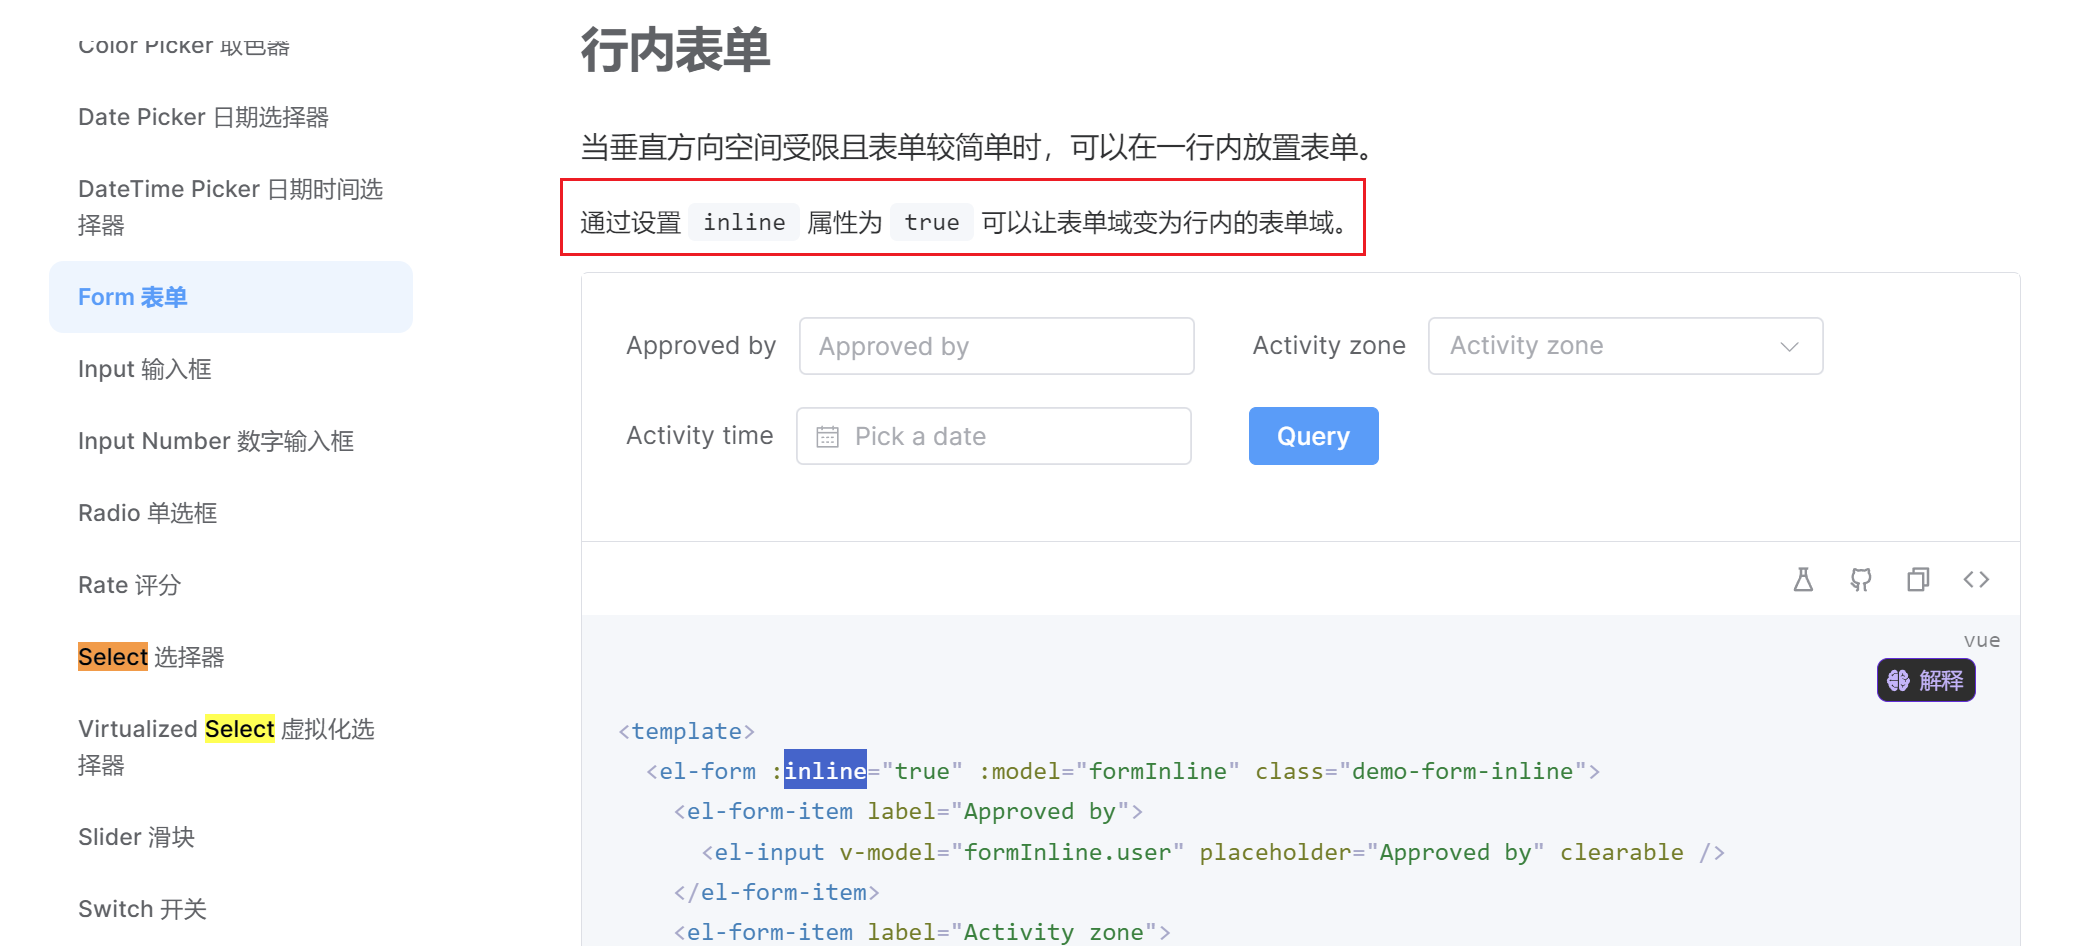 Color Picker 取色器
Date Picker 日期选择器
DateTime Picker 日期时间选
择器
Form 表单
Input 输入框
Input Number 数字输入框
Radio 单选框
Rate 评分
Select 选择器
Virtualized Select 虚拟化选
择器
Slider 滑块
Switch 开关
行内表单
当垂直方向空间受限且表单较简单时，可以在一行内放置表单。
通过设置 inline 属性为 true 可以让表单域变为行内的表单域。
Approved by Approved by Activity zone Activity zone
Activity time Pick a date Query
vue
解释
<template>
<el-form :inline="true" :model="formInline" class="demo-form-inline">
<el-form-item label="Approved by">
<el-input v-model="formInline.user" placeholder="Approved by" clearable />
</el-form-item>
<el-form-item label="Activity zone">